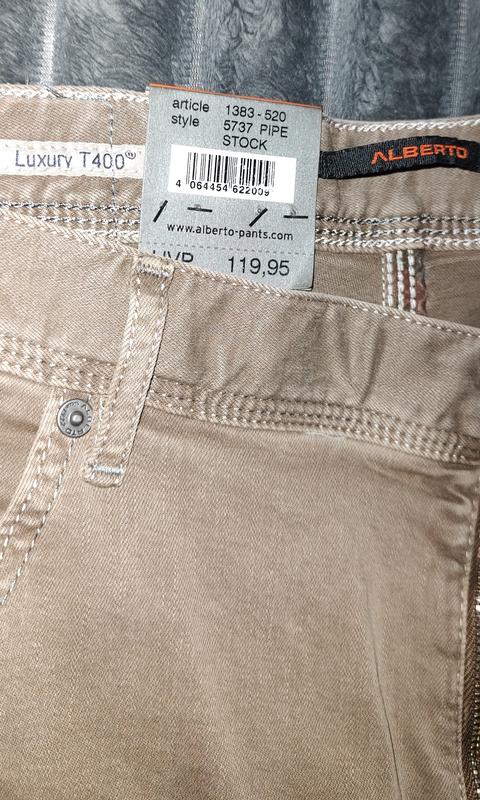 article 1383-520
style 5737 PIPE
STOCK
Luxury T400®
ALBERTO
4 064454 622009
www.alberto-pants.com
UVP 119,95